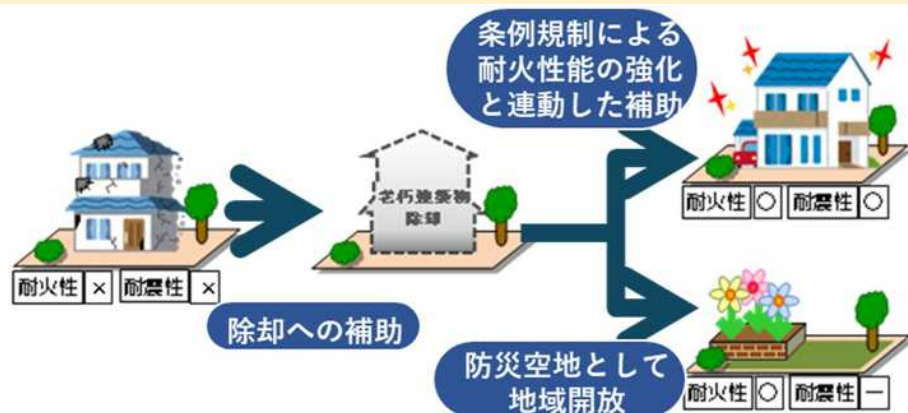 条例規制による
耐火性能の強化
と連動した補助
老朽建築物
除却
耐火性 × 耐震性 ×
耐火性 ○ 耐震性 ○
除却への補助
防災空地として
地域開放
耐火性 ○ 耐震性 −